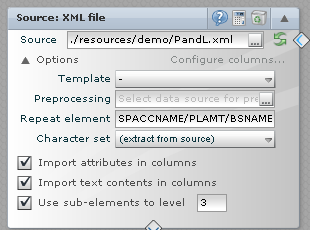 Source: XML file
Source ./resources/demo/PandL.xml ...
Options Configure columns...
Template -
Preprocessing Select data source for pre ...
Repeat element SPACCNAME/PLAMT/BSNAME
Character set (extract from source)
Import attributes in columns
Import text contents in columns
Use sub-elements to level 3